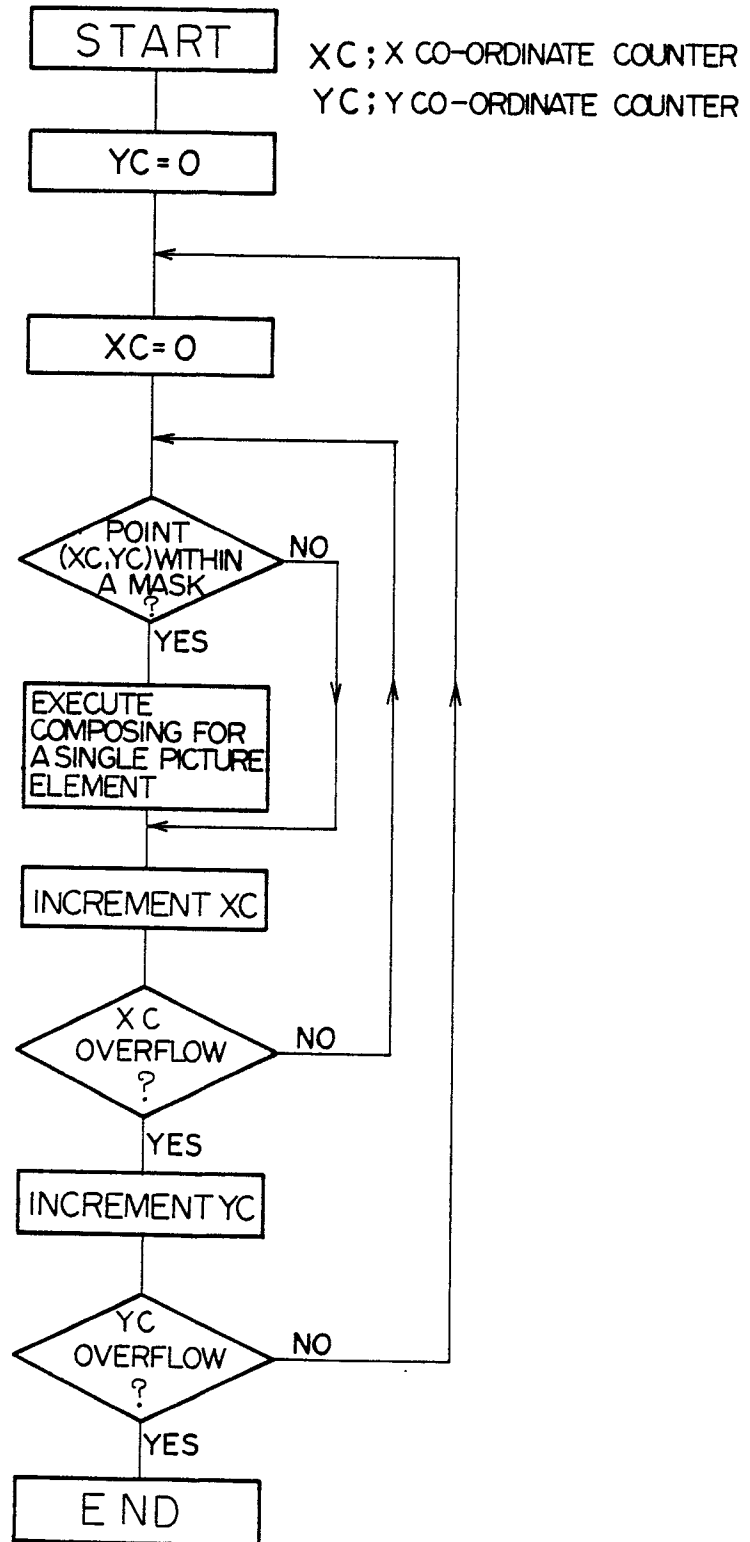 START
XC; X CO-ORDINATE COUNTER
YC; Y CO-ORDINATE COUNTER
YC=0
XC=0
POINT
(XC,YC) WITHIN
A MASK
?
NO
YES
EXECUTE
COMPOSING FOR
A SINGLE PICTURE
ELEMENT
INCREMENT XC
XC
OVERFLOW
?
NO
YES
INCREMENT YC
YC
OVERFLOW
?
NO
YES
END